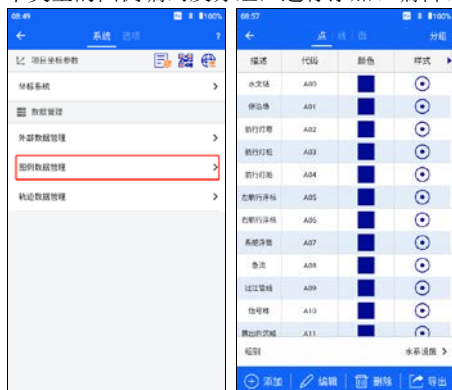 08:49
100%
系统 选项
?
项目坐标参数
坐标系统
数据管理
外部数据管理
图例数据管理
轨迹数据管理
08:57
100%
点 线 面
分组
描述 代码 颜色 样式
水文站 A00
停泊场 A01
航行灯塔 A02
航行灯桩 A03
航行灯船 A04
左航行浮标 A05
右航行浮标 A06
系船浮筒 A07
急流 A08
过江管线 A09
信号杆 A10
A11
组别
水系设施
添加 编辑 删除 导出